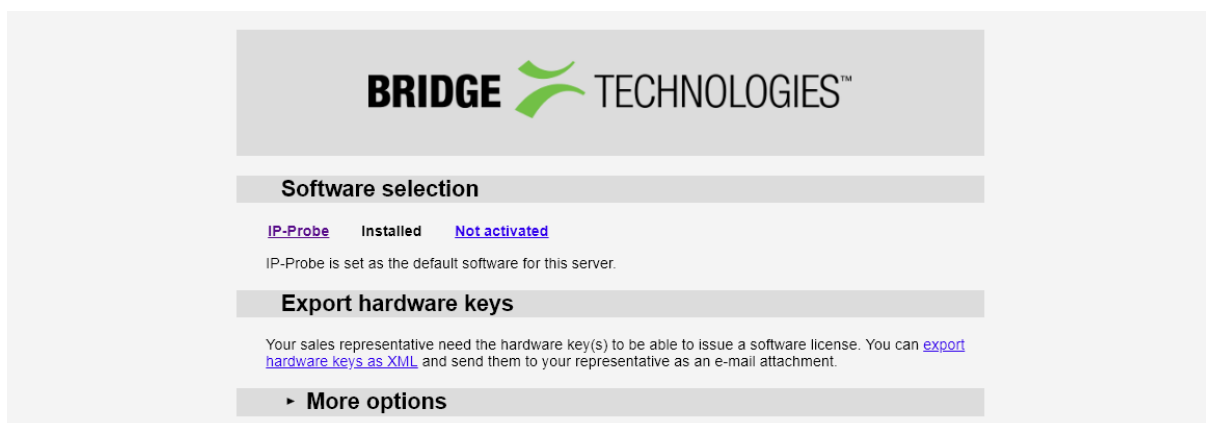 BRIDGE TECHNOLOGIES™
Software selection
IP-Probe Installed Not activated
IP-Probe is set as the default software for this server.
Export hardware keys
Your sales representative need the hardware key(s) to be able to issue a software license. You can export
hardware keys as XML and send them to your representative as an e-mail attachment.
► More options